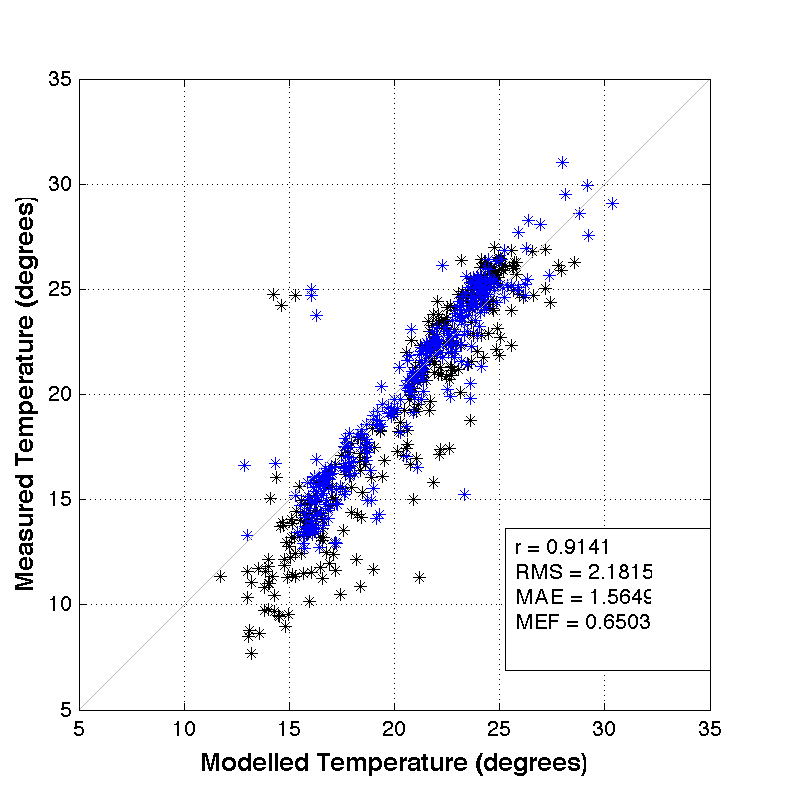 35
30
25
20
15
10
5
5 10 15 20 25 30 35
Measured Temperature (degrees)
Modelled Temperature (degrees)
r = 0.9141
RMS = 2.1815
MAE = 1.5649
MEF = 0.6503